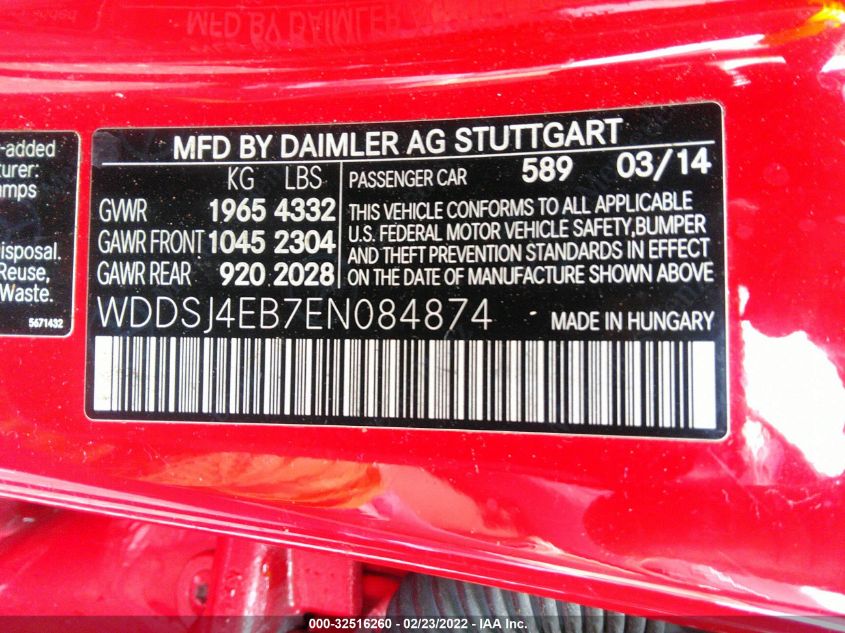 MFD BY DAIMLER AG STUTTGART
KG LBS
GVWR 1965 4332
GAWR FRONT 1045 2304
GAWR REAR 920 2028
PASSENGER CAR 589 03/14
THIS VEHICLE CONFORMS TO ALL APPLICABLE
U.S. FEDERAL MOTOR VEHICLE SAFETY,BUMPER
AND THEFT PREVENTION STANDARDS IN EFFECT
ON THE DATE OF MANUFACTURE SHOWN ABOVE
WDDSJ4EB7EN084874 MADE IN HUNGARY
-added
urer:
amps
Disposal.
Reuse,
Waste.
5671432
000-32516260 - 02/23/2022 - IAA Inc.